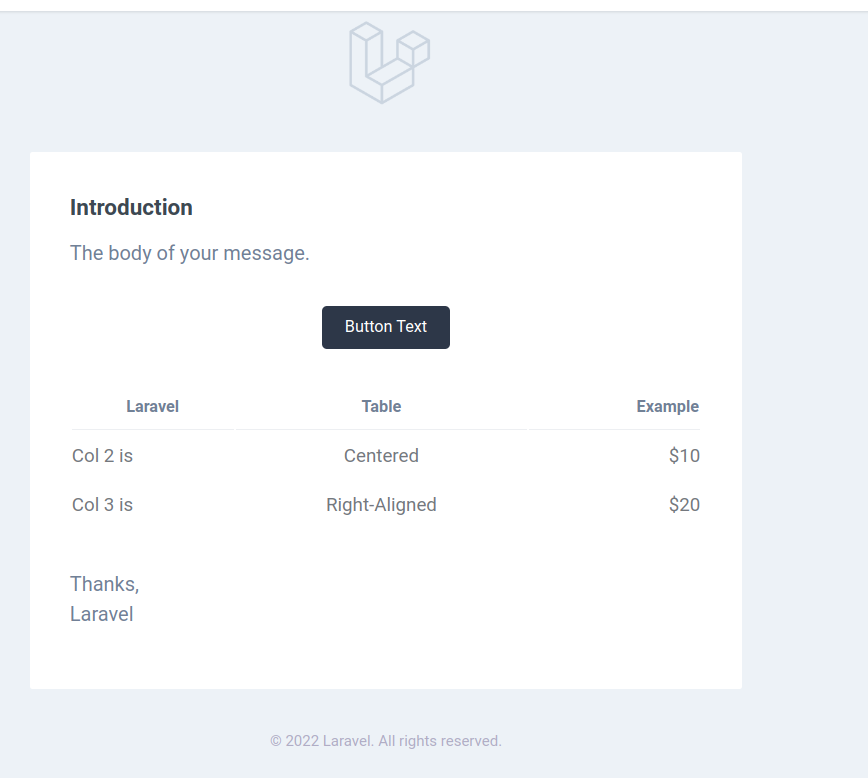 Introduction
The body of your message.
Button Text
Laravel Table Example
Col 2 is Centered $10
Col 3 is Right-Aligned $20
Thanks,
Laravel
© 2022 Laravel. All rights reserved.